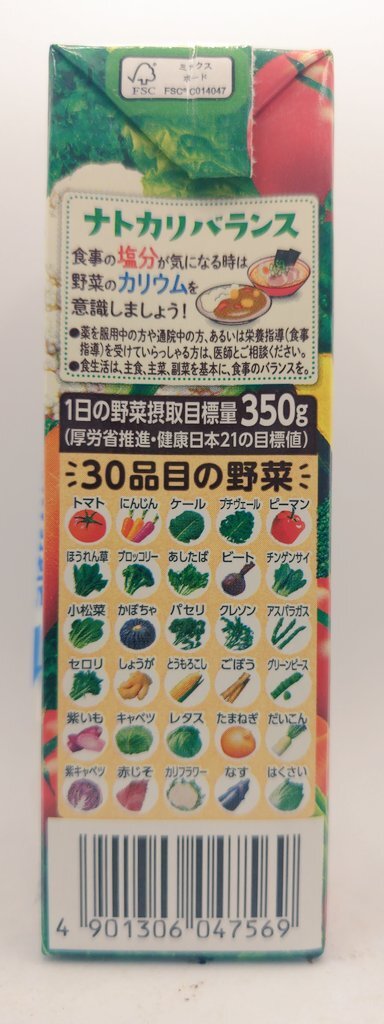 ミックス
ボード
FSC
FSC® C014047
ナトカリバランス
食事の塩分が気になる時は
野菜のカリウムを
意識しましょう!
●薬を服用中の方や通院中の方、あるいは栄養指導(食事
指導)を受けていらっしゃる方は、医師とご相談ください。
●食生活は、主食、主菜、副菜を基本に、食事のバランスを。
1日の野菜摂取目標量 350g
(厚労省推進・健康日本21の目標値)
30品目の野菜
トマト にんじん ケール プチヴェール ピーマン
ほうれん草 ブロッコリー あしたば ビート チンゲンサイ
小松菜 かぼちゃ パセリ クレソン アスパラガス
セロリ しょうが とうもろこし ごぼう グリーンピース
紫いも キャベツ レタス たまねぎ だいこん
紫キャベツ 赤じそ カリフラワー なす はくさい
4 901306 047569